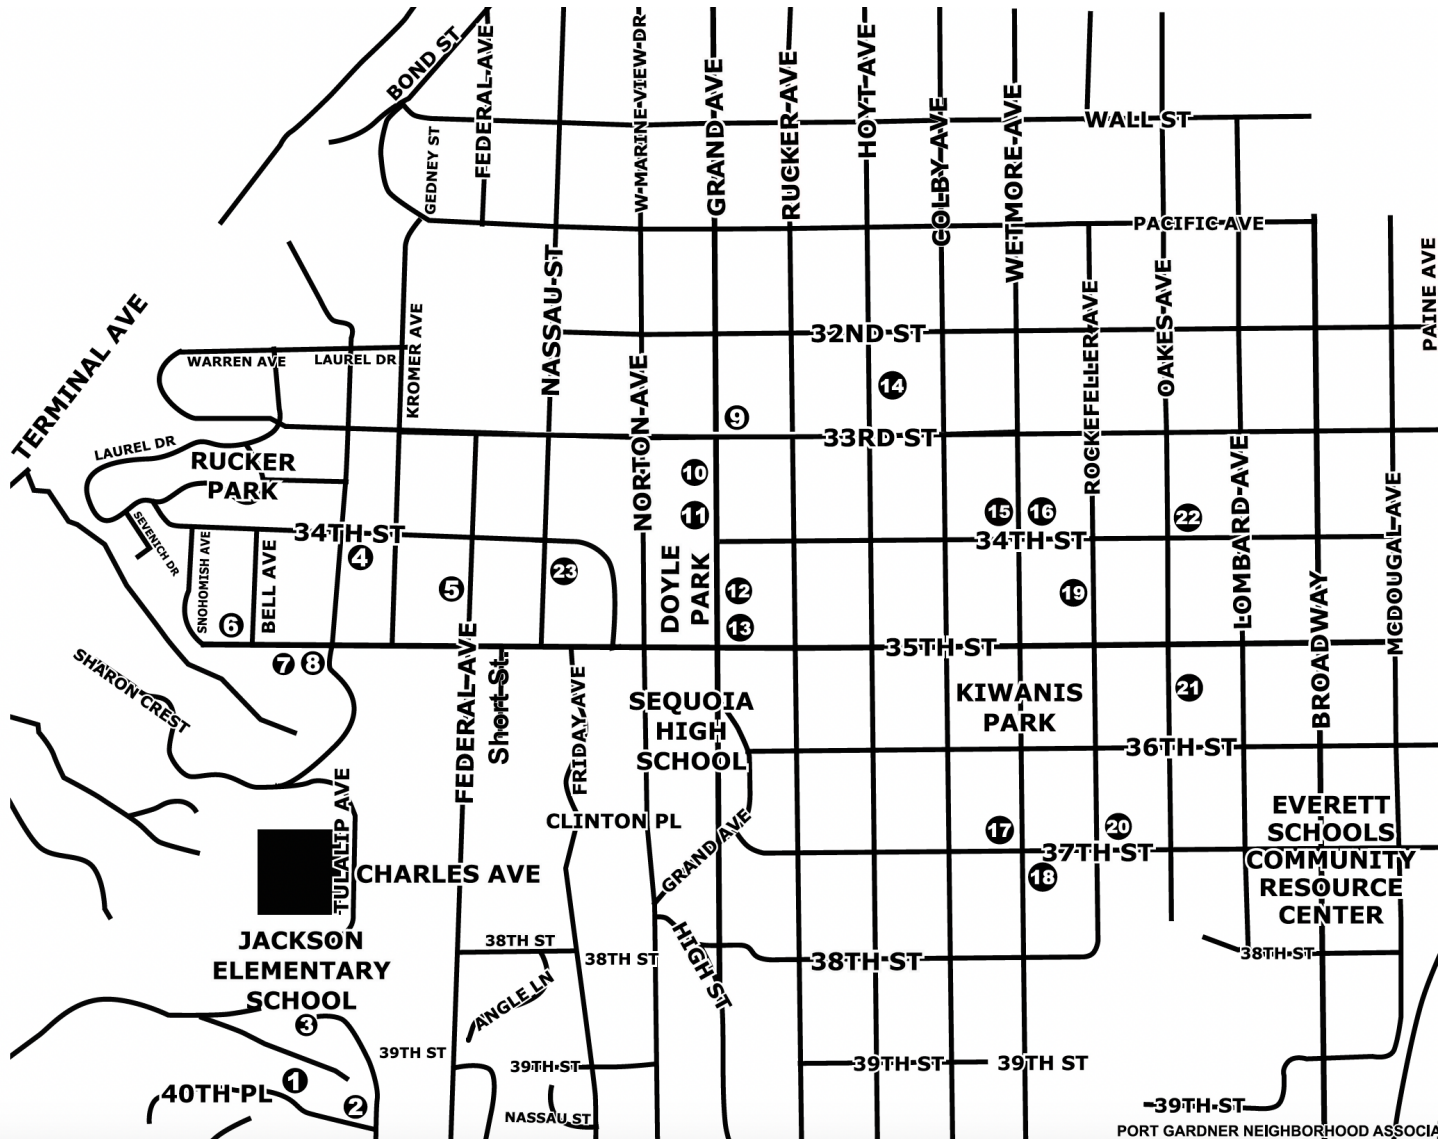 BOND ST
FEDERAL AVE
W MARINE VIEW DR
GRAND AVE
RUCKER AVE
HOYT AVE
COLBY AVE
WETMORE AVE
WALL ST
GEDNEY ST
PACIFIC AVE
NASSAU ST
OAKES AVE
PAINE AVE
TERMINAL AVE
KROMER AVE
ROCKEFELLER AVE
32ND ST
WARREN AVE
LAUREL DR
14
NORTON AVE
9
33RD ST
LAUREL DR
RUCKER
PARK
10
LOMBARD AVE
MCDOUGAL AVE
11
15
16
22
SEVENICH DR
34TH ST
34TH ST
SNOHOMISH AVE
BELL AVE
4
DOYLE
PARK
23
5
12
19
BROADWAY
6
13
FEDERAL AVE
35TH ST
7
8
SHARON CREST
Short St.
FRIDAY AVE
SEQUOIA
HIGH
SCHOOL
KIWANIS
PARK
21
36TH ST
TULALIP AVE
CLINTON PL
GRAND AVE
17
20
EVERETT
SCHOOLS
COMMUNITY
RESOURCE
CENTER
37TH ST
CHARLES AVE
18
JACKSON
ELEMENTARY
SCHOOL
38TH ST
38TH ST
HIGH ST
38TH ST
38TH ST
ANGLE LN
3
39TH ST
39TH ST
39TH ST
39TH ST
1
40TH PL
2
NASSAU ST
39TH ST
PORT GARDNER NEIGHBORHOOD ASSOCIA